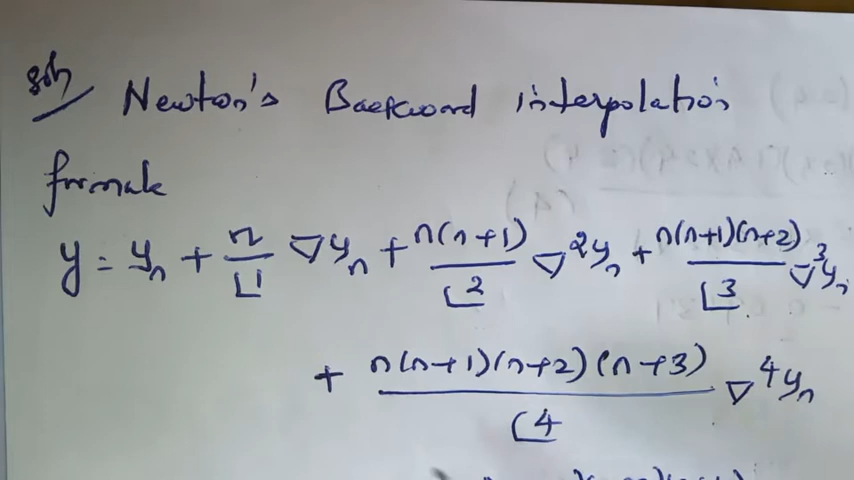 Soln Newton's Backward interpolation
formula
y = yₙ + n/∟1 ∇yₙ + n(n+1)/∟2 ∇²yₙ + n(n+1)(n+2)/∟3 ∇³yₙ
+ n(n+1)(n+2)(n+3)/∟4 ∇⁴yₙ